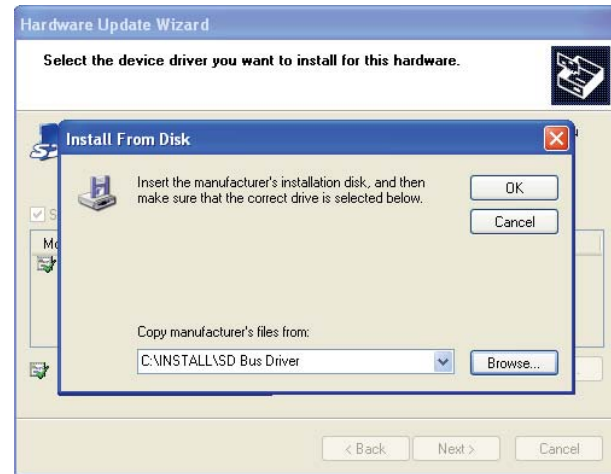 Hardware Update Wizard
Select the device driver you want to install for this hardware.
Install From Disk
Insert the manufacturer's installation disk, and then
make sure that the correct drive is selected below.
OK
Cancel
Copy manufacturer's files from:
C:\INSTALL\SD Bus Driver
Browse...
< Back
Next >
Cancel